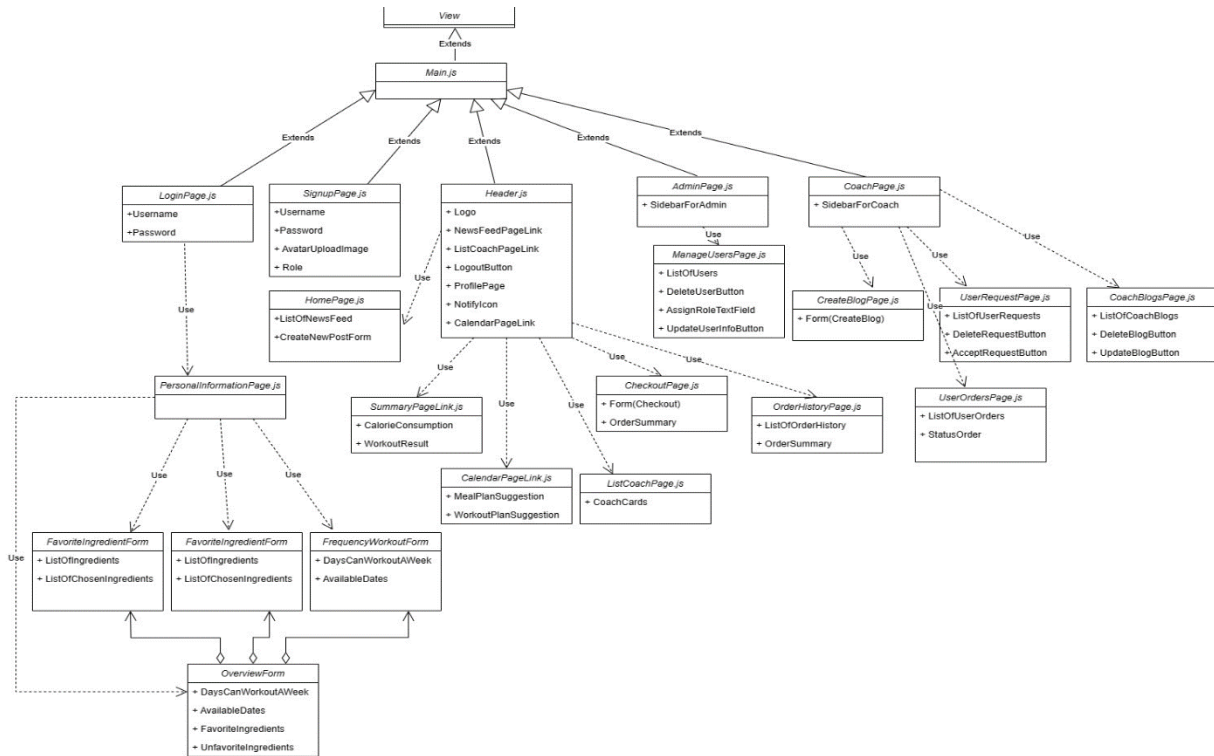 View
Extends
Main.js
Extends
Extends
Extends
Extends
Extends
LoginPage.js
+Username
+Password
SignupPage.js
+Username
+Password
+ AvatarUploadImage
+ Role
Header.js
+ Logo
+ NewsFeedPageLink
+ ListCoachPageLink
+ LogoutButton
+ ProfilePage
+ NotifyIcon
+ CalendarPageLink
AdminPage.js
+ SidebarForAdmin
CoachPage.js
+ SidebarForCoach
Use
Use
Use
Use
Use
Use
Use
ManageUsersPage.js
+ ListOfUsers
+ DeleteUserButton
+ AssignRoleTextField
+ UpdateUserInfoButton
CreateBlogPage.js
+ Form(CreateBlog)
UserRequestPage.js
+ ListOfUserRequests
+ DeleteRequestButton
+ AcceptRequestButton
CoachBlogsPage.js
+ ListOfCoachBlogs
+ DeleteBlogButton
+ UpdateBlogButton
HomePage.js
+ListOfNewsFeed
+CreateNewPostForm
Use
Use
Use
Use
Use
PersonalInformationPage.js
SummaryPageLink.js
+ CalorieConsumption
+ WorkoutResult
CheckoutPage.js
+ Form(Checkout)
+ OrderSummary
OrderHistoryPage.js
+ ListOfOrderHistory
+ OrderSummary
UserOrdersPage.js
+ ListOfUserOrders
+ StatusOrder
CalendarPageLink.js
+ MealPlanSuggestion
+ WorkoutPlanSuggestion
ListCoachPage.js
+ CoachCards
Use
Use
Use
Use
FavoriteIngredientForm
+ ListOfIngredients
+ ListOfChosenIngredients
FavoriteIngredientForm
+ ListOfIngredients
+ ListOfChosenIngredients
FrequencyWorkoutForm
+ DaysCanWorkoutAWeek
+ AvailableDates
OverviewForm
+ DaysCanWorkoutAWeek
+ AvailableDates
+ FavoriteIngredients
+ UnfavoriteIngredients